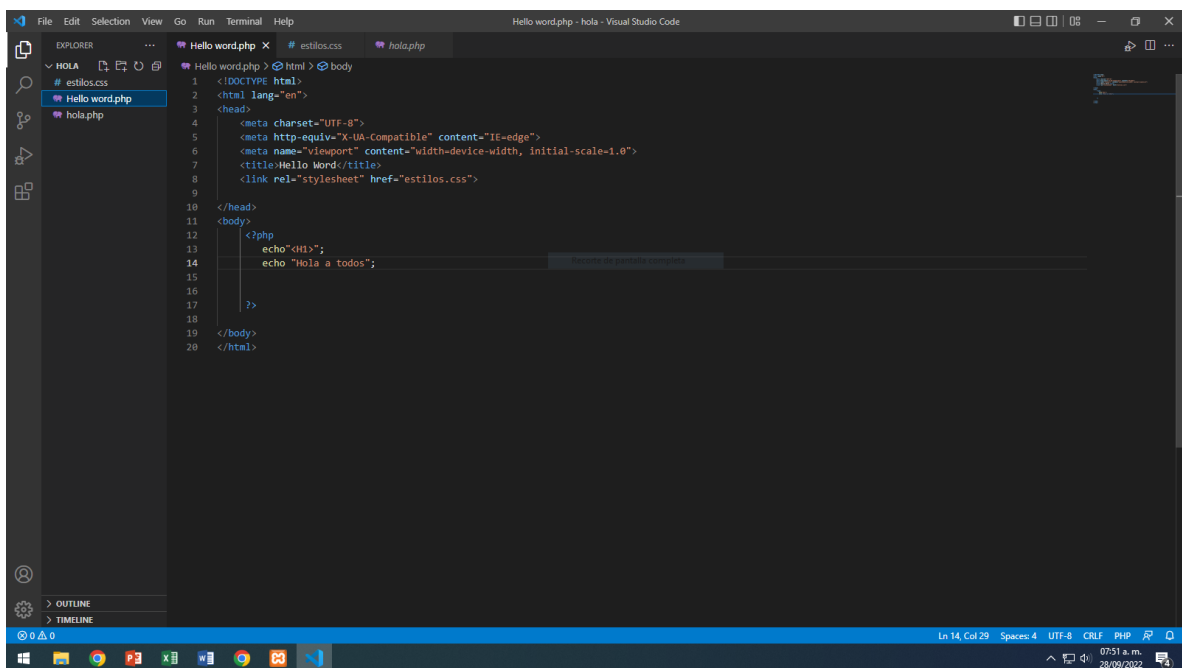 File Edit Selection View Go Run Terminal Help
Hello word.php - hola - Visual Studio Code
EXPLORER
Hello word.php
# estilos.css
hola.php
HOLA
# estilos.css
Hello word.php
hola.php
OUTLINE
TIMELINE
Hello word.php > html > body
1 <!DOCTYPE html>
2 <html lang="en">
3 <head>
4 <meta charset="UTF-8">
5 <meta http-equiv="X-UA-Compatible" content="IE=edge">
6 <meta name="viewport" content="width=device-width, initial-scale=1.0">
7 <title>Hello Word</title>
8 <link rel="stylesheet" href="estilos.css">
9
10 </head>
11 <body>
12 <?php
13 echo"<H1>";
14 echo "Hola a todos";
15
16
17 ?>
18
19 </body>
20 </html>
Recorte de pantalla completa
0 0
Ln 14, Col 29 Spaces: 4 UTF-8 CRLF PHP
07:51 a. m.
28/09/2022